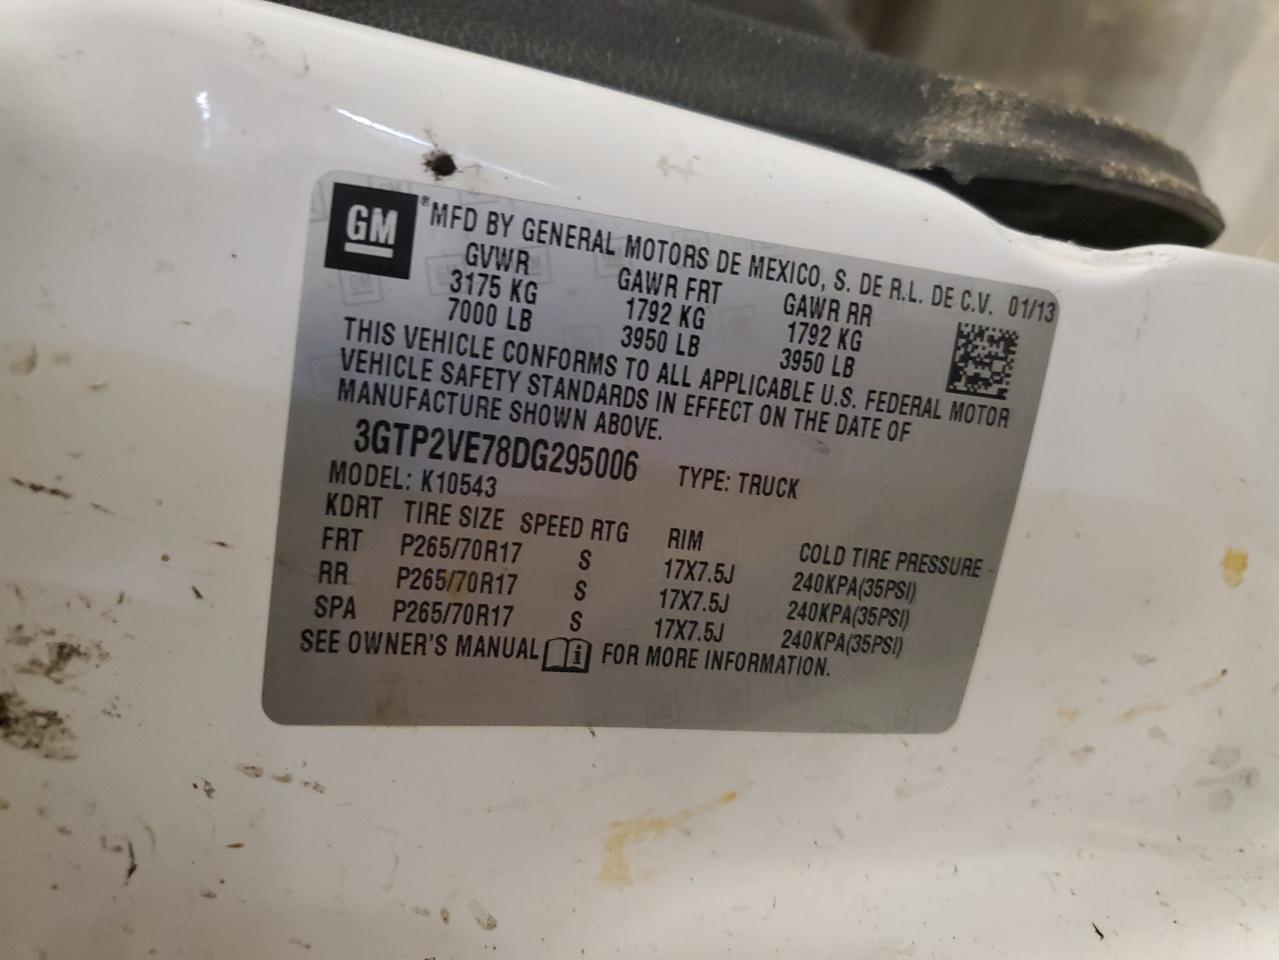 GM
®MFD BY GENERAL MOTORS DE MEXICO, S. DE R.L. DE C.V. 01/13
GVWR GAWR FRT GAWR RR
3175 KG 1792 KG 1792 KG
7000 LB 3950 LB 3950 LB
THIS VEHICLE CONFORMS TO ALL APPLICABLE U.S. FEDERAL MOTOR
VEHICLE SAFETY STANDARDS IN EFFECT ON THE DATE OF
MANUFACTURE SHOWN ABOVE.
3GTP2VE78DG295006 TYPE: TRUCK
MODEL: K10543
KDRT TIRE SIZE SPEED RTG RIM COLD TIRE PRESSURE
FRT P265/70R17 S 17X7.5J 240KPA(35PSI)
RR P265/70R17 S 17X7.5J 240KPA(35PSI)
SPA P265/70R17 S 17X7.5J 240KPA(35PSI)
SEE OWNER'S MANUAL i FOR MORE INFORMATION.